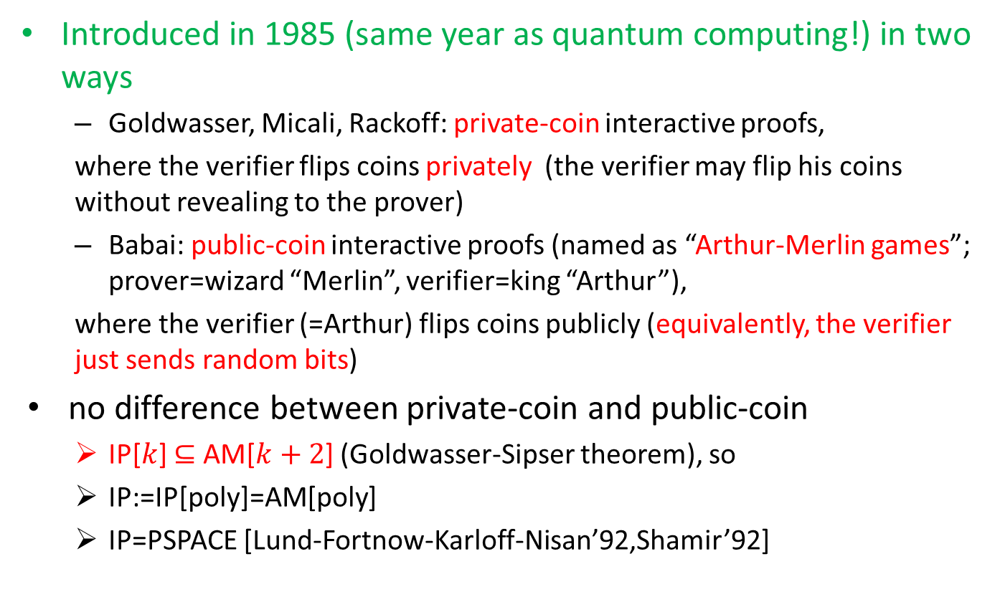 • Introduced in 1985 (same year as quantum computing!) in two
ways
– Goldwasser, Micali, Rackoff: private-coin interactive proofs,
where the verifier flips coins privately (the verifier may flip his coins
without revealing to the prover)
– Babai: public-coin interactive proofs (named as “Arthur-Merlin games”;
prover=wizard “Merlin”, verifier=king “Arthur”),
where the verifier (=Arthur) flips coins publicly (equivalently, the verifier
just sends random bits)
• no difference between private-coin and public-coin
➢ IP[𝑘] ⊆ AM[𝑘 + 2] (Goldwasser-Sipser theorem), so
➢ IP:=IP[poly]=AM[poly]
➢ IP=PSPACE [Lund-Fortnow-Karloff-Nisan’92,Shamir’92]